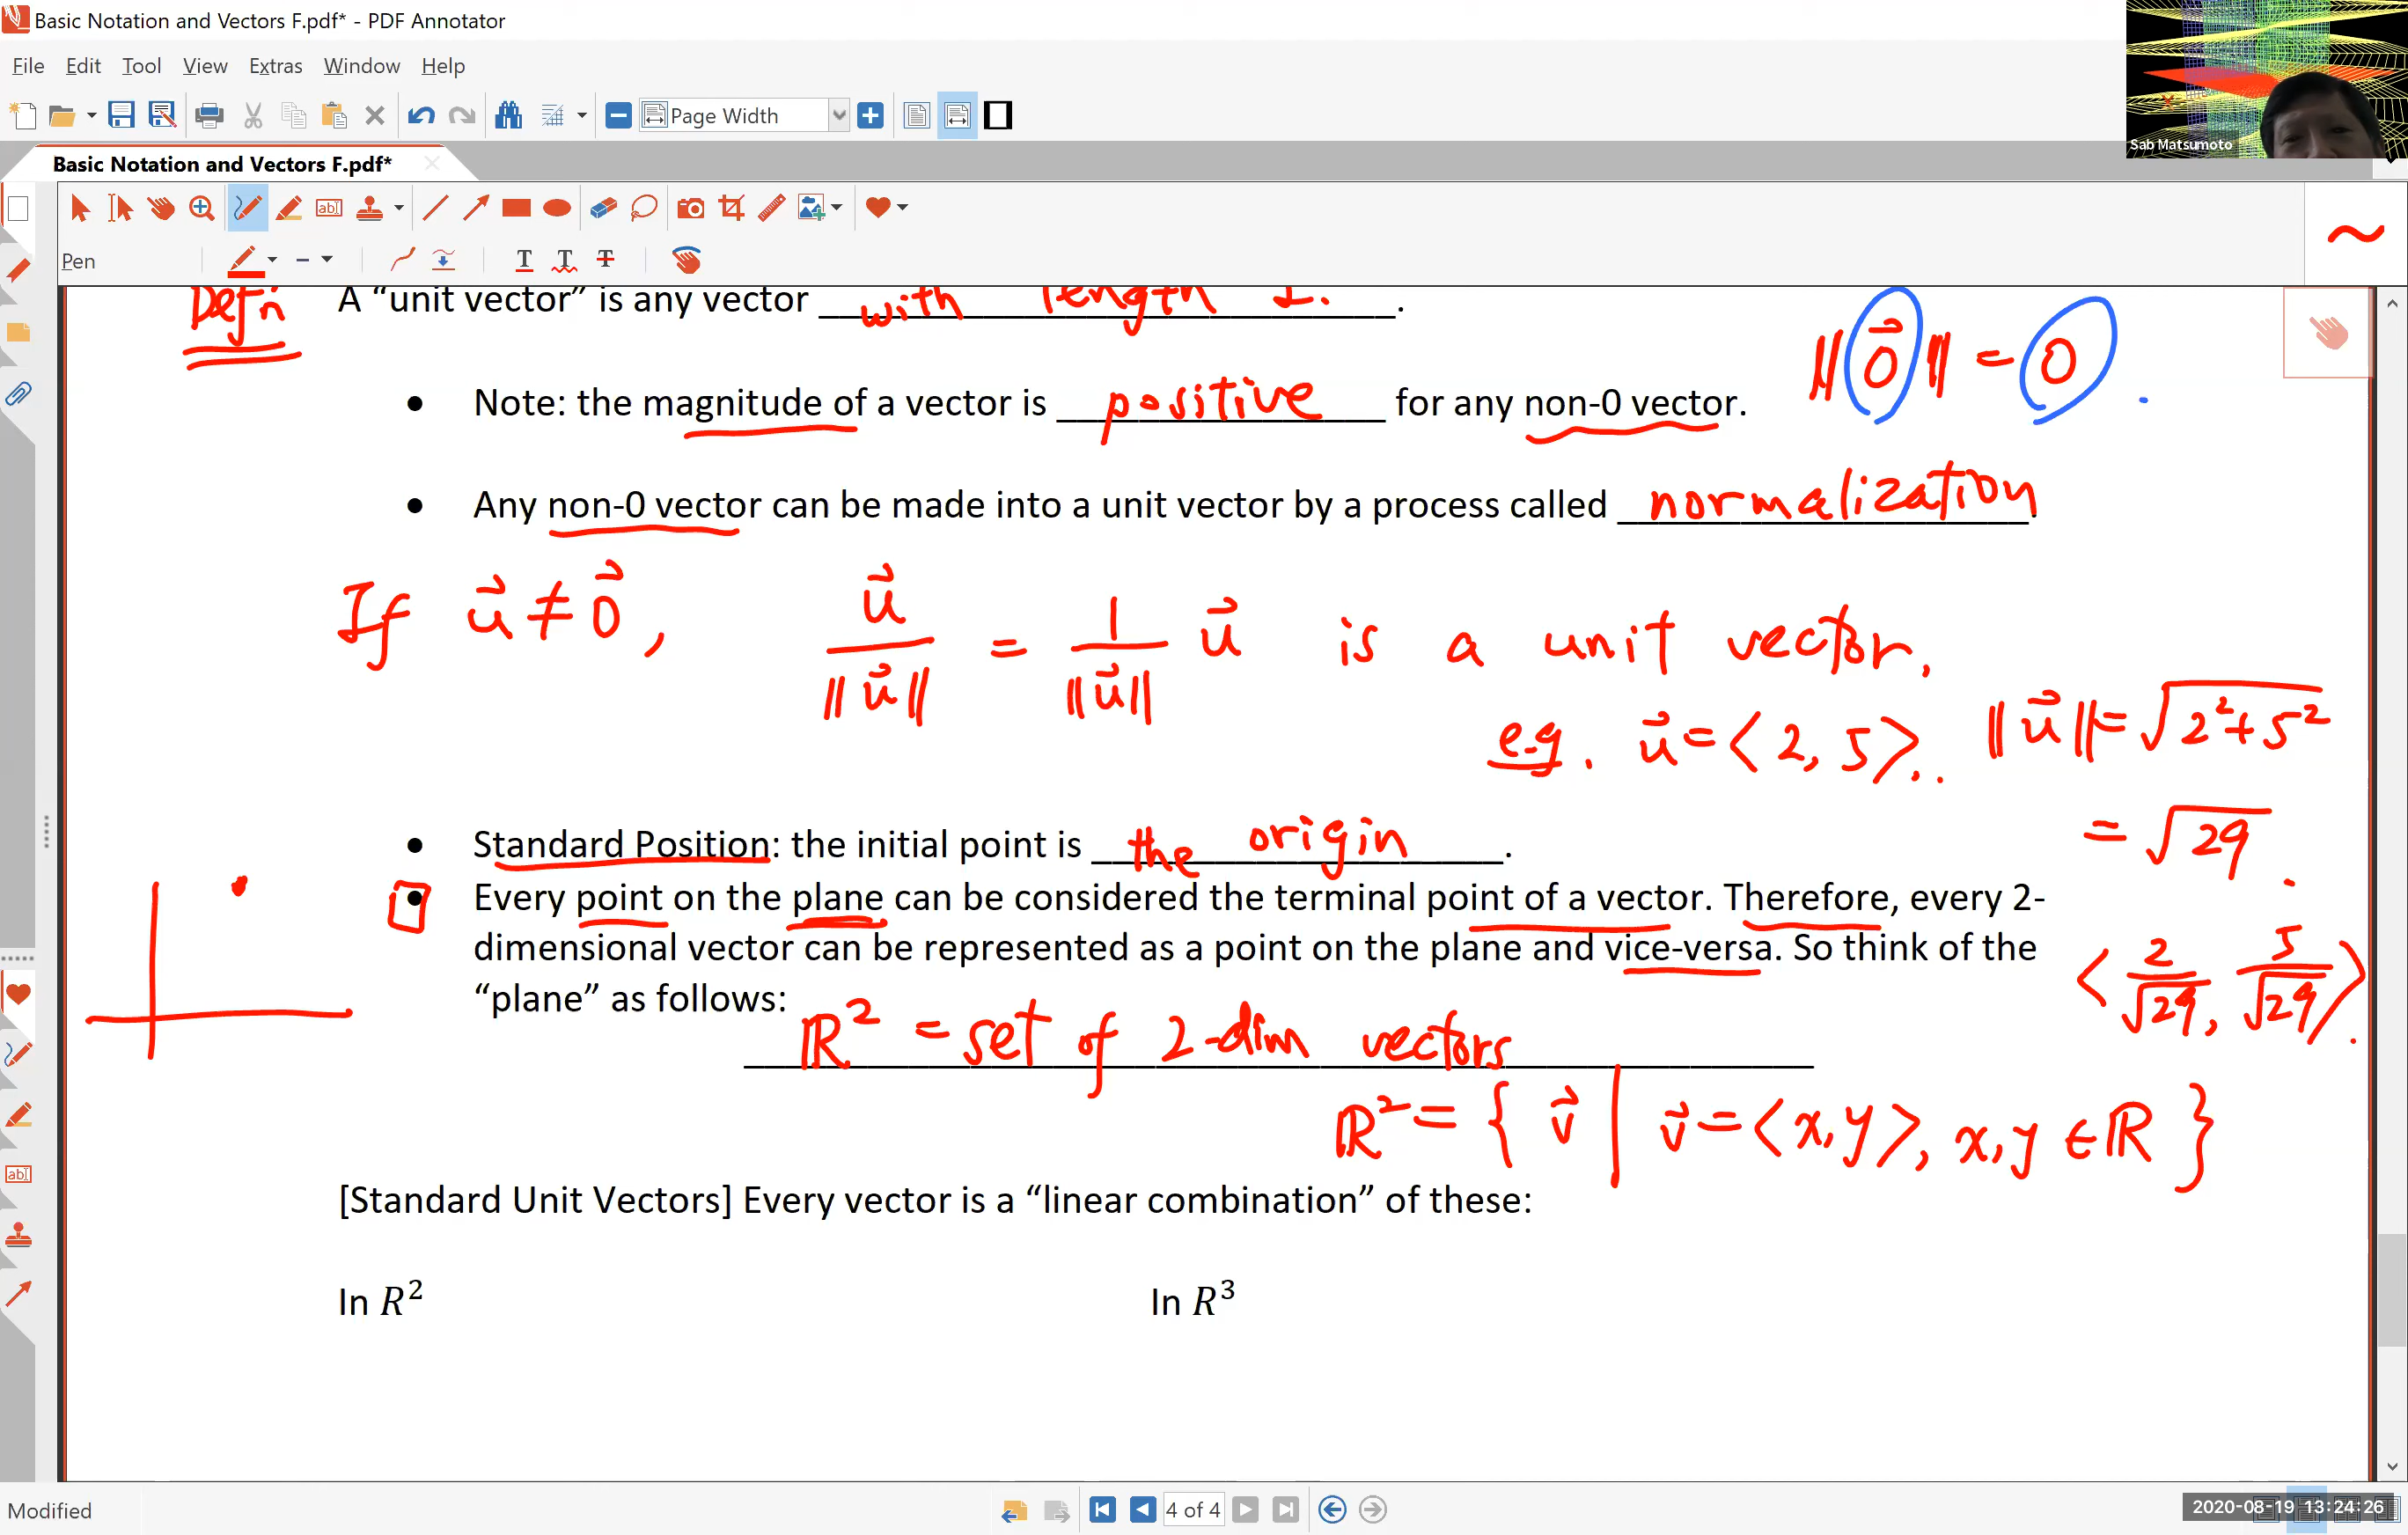 Basic Notation and Vectors F.pdf* - PDF Annotator
File Edit Tool View Extras Window Help
Page Width
Sab Matsumoto
Basic Notation and Vectors F.pdf*
Pen
Defn A “unit vector” is any vector with length 1.
‖0⃗‖ = 0.
• Note: the magnitude of a vector is positive for any non-0 vector.
• Any non-0 vector can be made into a unit vector by a process called normalization.
If u⃗ ≠ 0⃗, u⃗/‖u⃗‖ = 1/‖u⃗‖ u⃗ is a unit vector.
e.g. u⃗ = ⟨2, 5⟩. ‖u⃗‖ = √(2² + 5²)
= √29.
⟨2/√29, 5/√29⟩.
• Standard Position: the initial point is the origin.
• Every point on the plane can be considered the terminal point of a vector. Therefore, every 2-
dimensional vector can be represented as a point on the plane and vice-versa. So think of the
“plane” as follows:
ℝ² = set of 2-dim vectors
ℝ² = { v⃗ | v⃗ = ⟨x, y⟩, x, y ∈ ℝ }
[Standard Unit Vectors] Every vector is a “linear combination” of these:
In R² In R³
Modified
4 of 4
2020-08-19 13:24:26